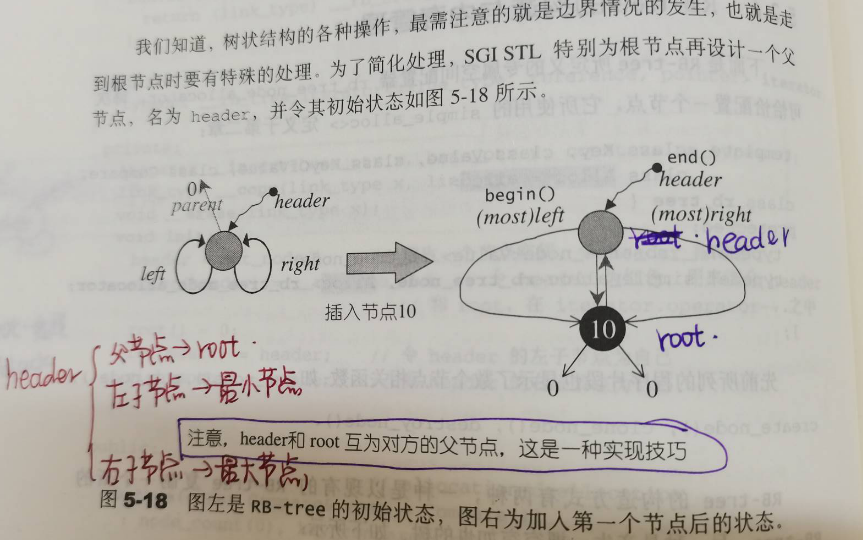 我们知道，树状结构的各种操作，最需注意的就是边界情况的发生，也就是走
到根节点时要有特殊的处理。为了简化处理，SGI STL 特别为根节点再设计一个父
节点，名为 header，并令其初始状态如图 5-18 所示。
0
parent
header
left
right
插入节点10
end()
header
begin()
(most)left
(most)right
root header
10
root.
0
0
header
父节点→root.
左子节点→最小节点
右子节点→最大节点
注意，header和 root 互为对方的父节点，这是一种实现技巧
图 5-18 图左是 RB-tree 的初始状态，图右为加入第一个节点后的状态.